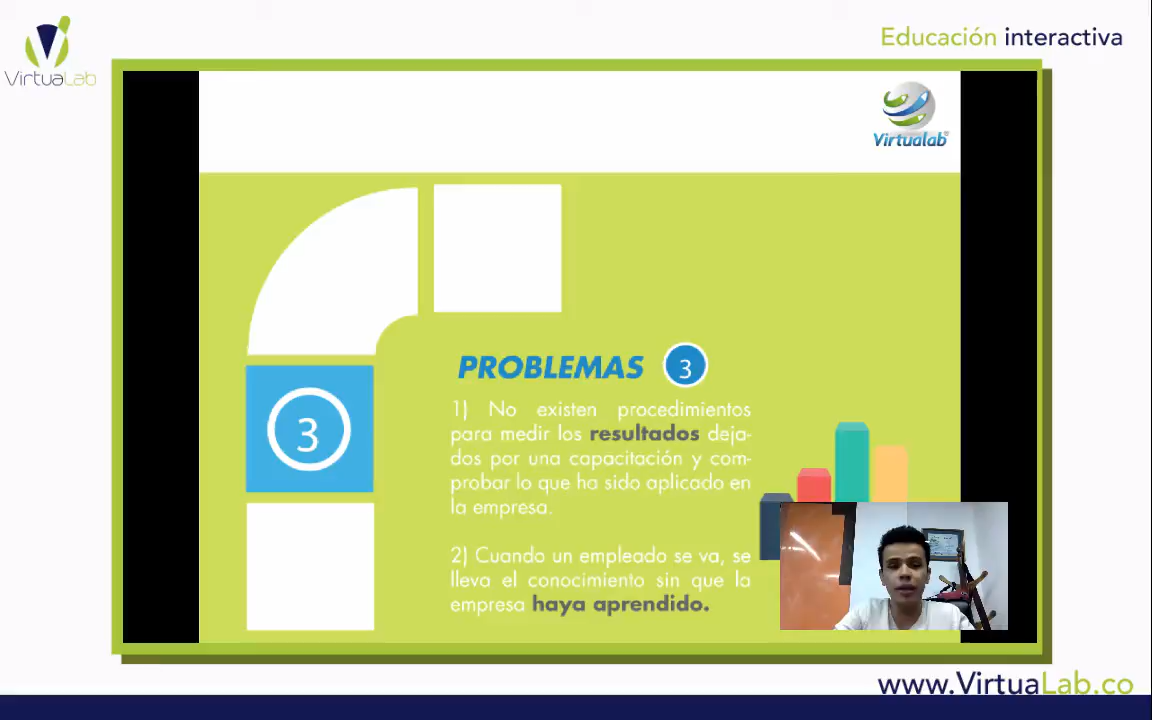 VirtuaLab
Educación interactiva
Virtualab
3
PROBLEMAS 3
1) No existen procedimientos
para medir los resultados deja-
dos por una capacitación y com-
probar lo que ha sido aplicado en
la empresa.
2) Cuando un empleado se va, se
lleva el conocimiento sin que la
empresa haya aprendido.
www.VirtuaLab.co